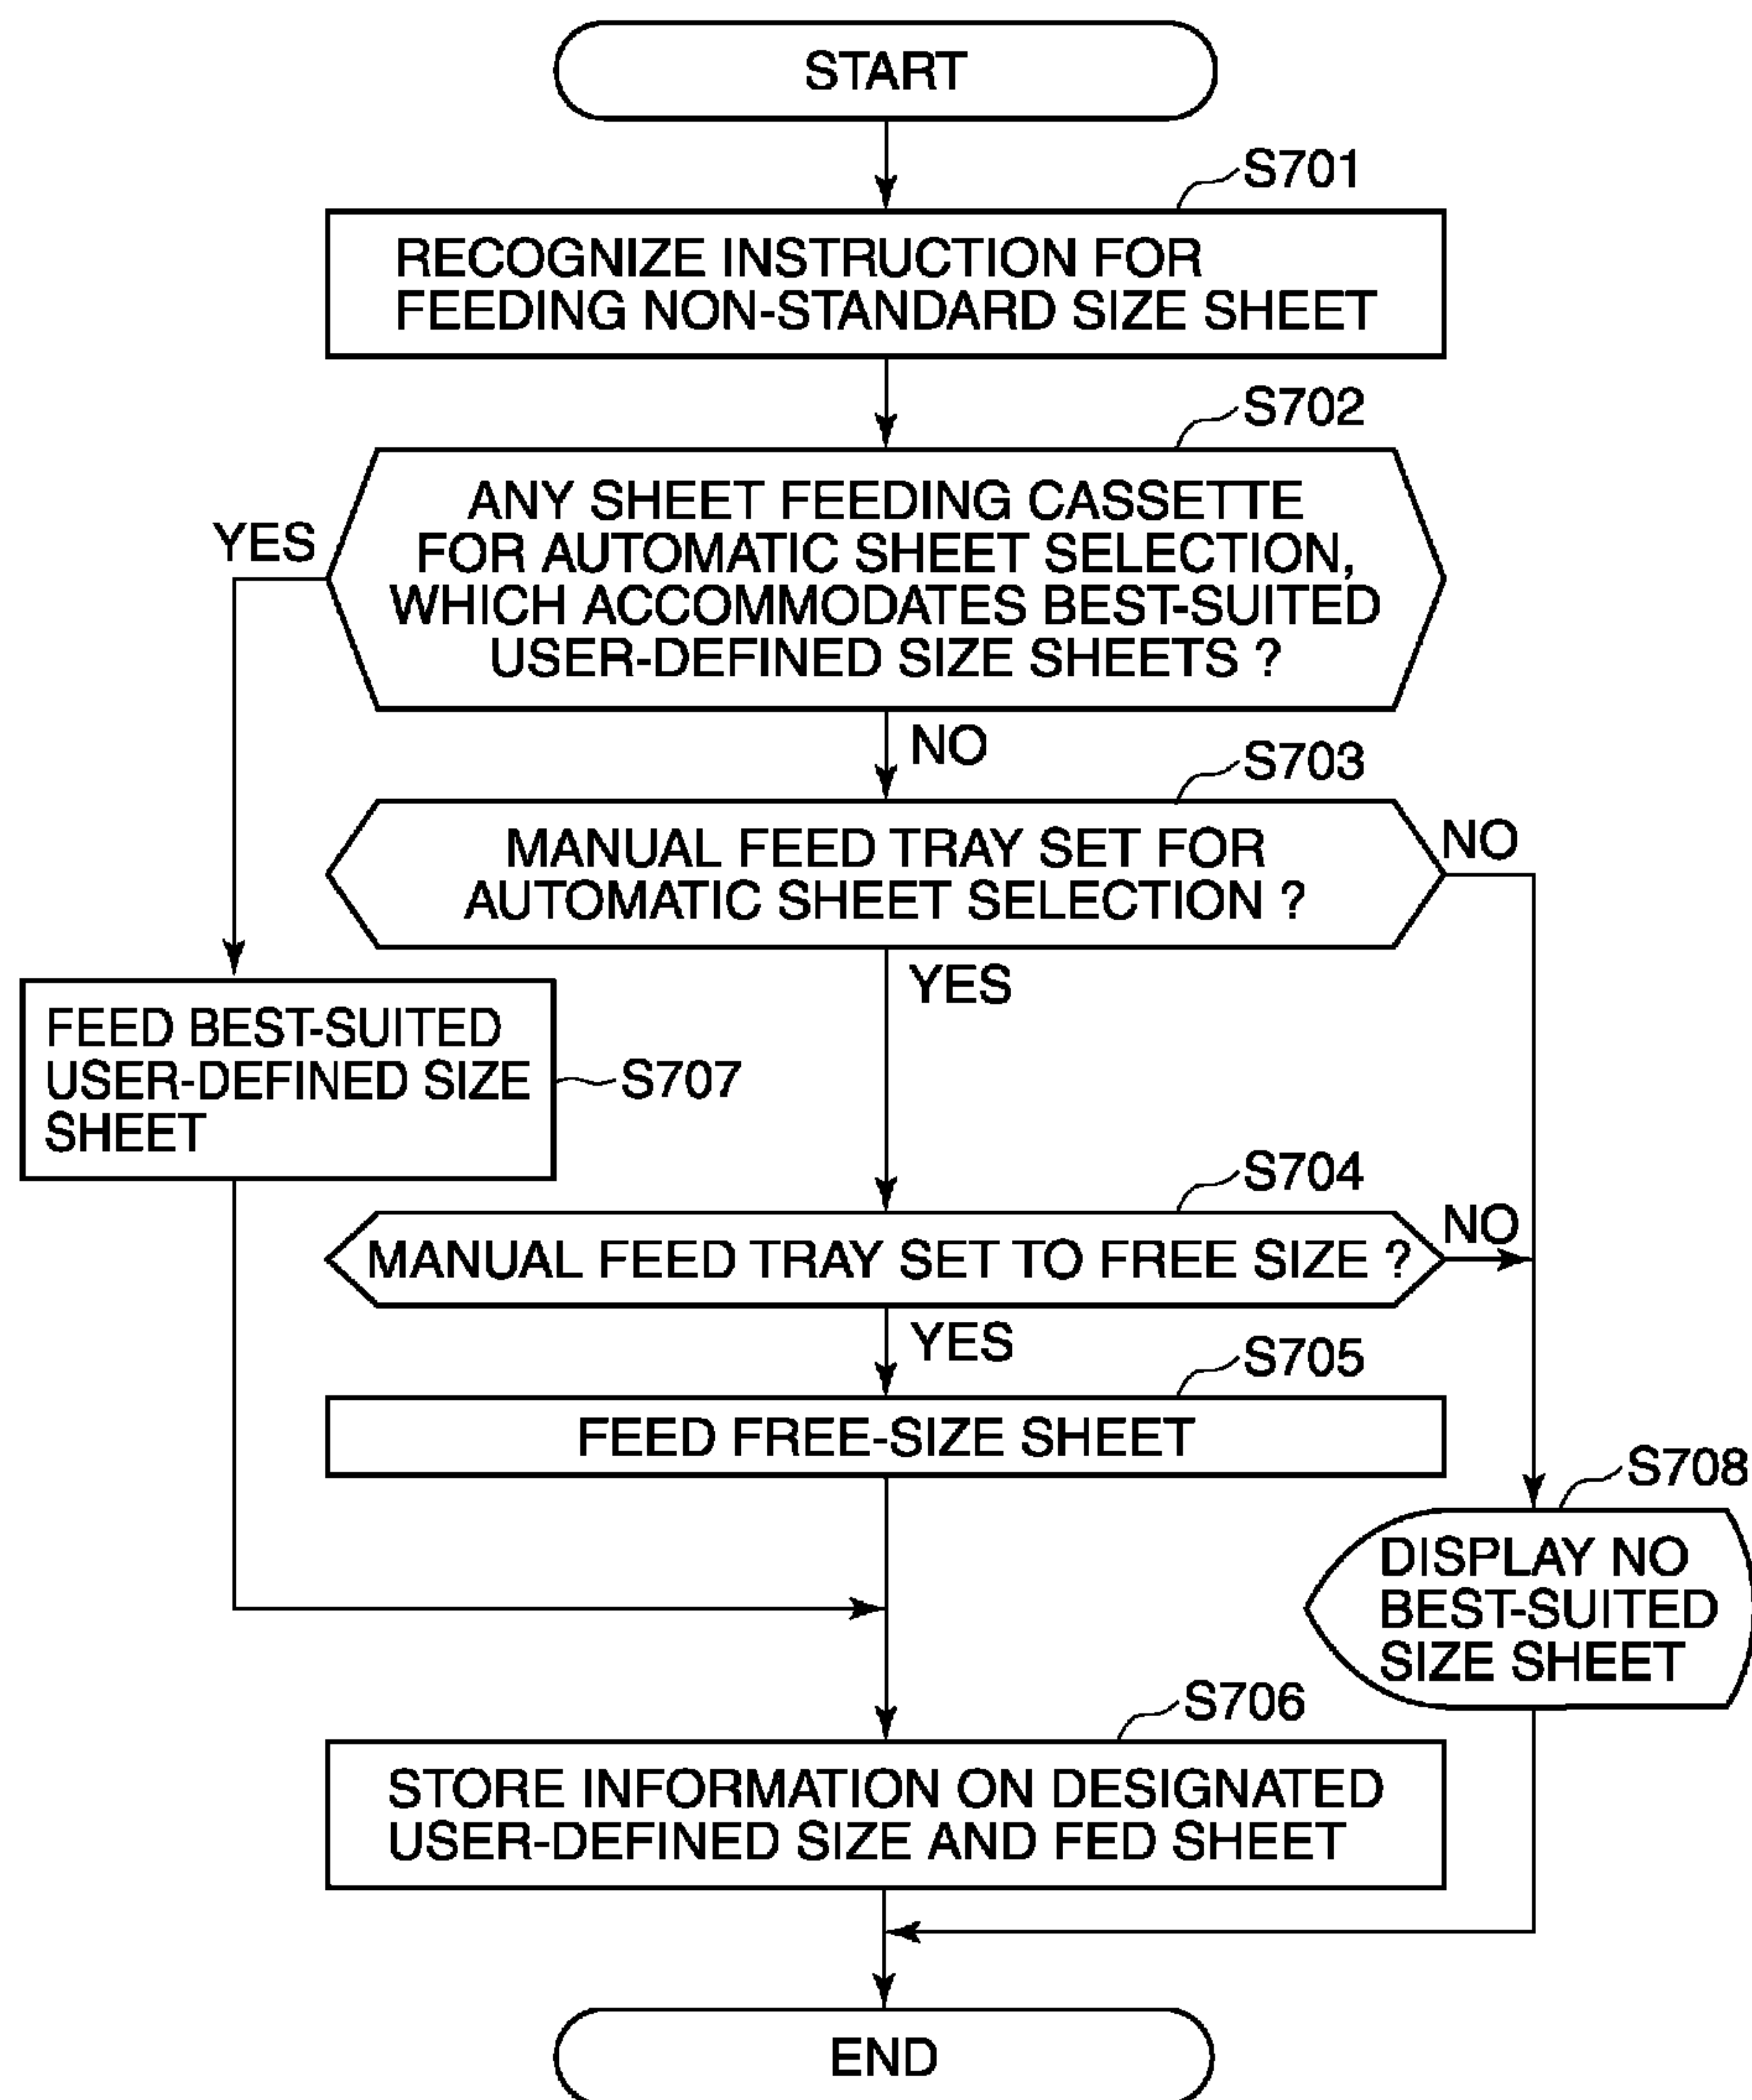 START
S701
RECOGNIZE INSTRUCTION FOR
FEEDING NON-STANDARD SIZE SHEET
S702
ANY SHEET FEEDING CASSETTE
FOR AUTOMATIC SHEET SELECTION,
WHICH ACCOMMODATES BEST-SUITED
USER-DEFINED SIZE SHEETS ?
YES
NO
S703
MANUAL FEED TRAY SET FOR
AUTOMATIC SHEET SELECTION ?
NO
YES
FEED BEST-SUITED
USER-DEFINED SIZE
SHEET
S707
S704
MANUAL FEED TRAY SET TO FREE SIZE ?
NO
YES
S705
FEED FREE-SIZE SHEET
S708
DISPLAY NO
BEST-SUITED
SIZE SHEET
S706
STORE INFORMATION ON DESIGNATED
USER-DEFINED SIZE AND FED SHEET
END